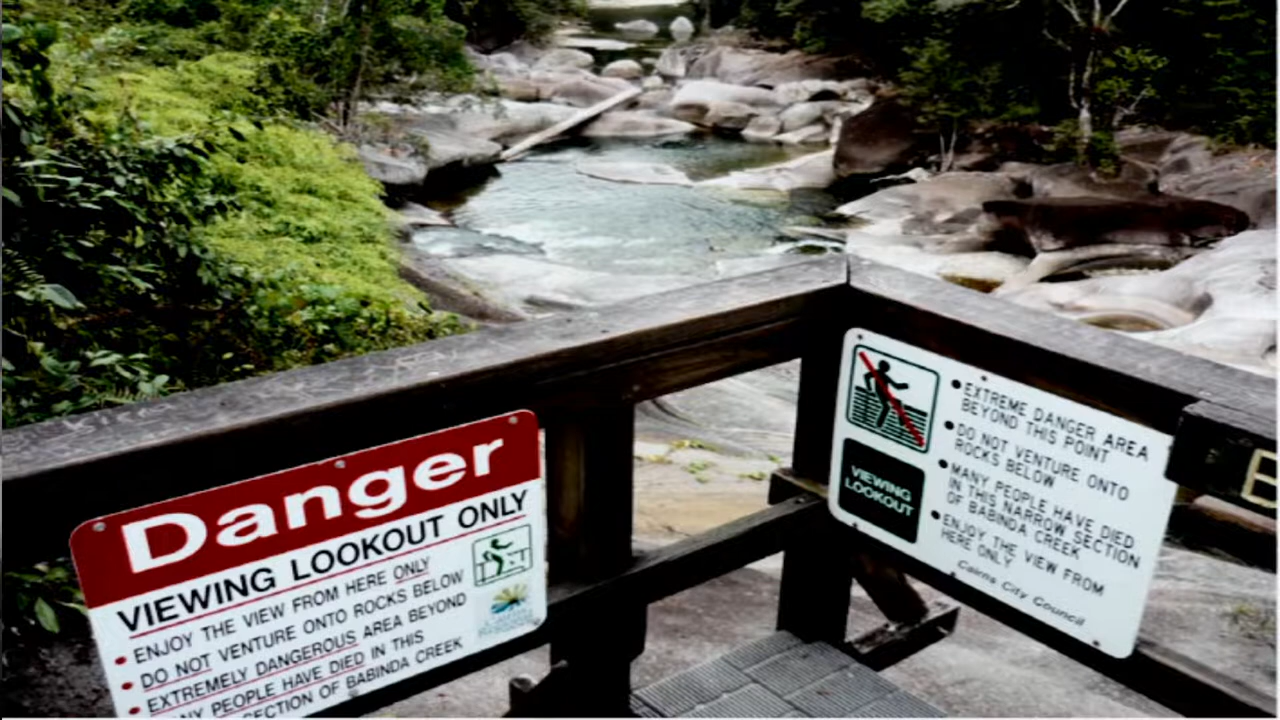 Danger
VIEWING LOOKOUT ONLY
• ENJOY THE VIEW FROM HERE ONLY
• DO NOT VENTURE ONTO ROCKS BELOW
• EXTREMELY DANGEROUS AREA BEYOND
ANY PEOPLE HAVE DIED IN THIS
SECTION OF BABINDA CREEK
VIEWING
LOOKOUT
• EXTREME DANGER AREA
BEYOND THIS POINT
• DO NOT VENTURE ONTO
ROCKS BELOW
• MANY PEOPLE HAVE DIED
IN THIS NARROW SECTION
OF BABINDA CREEK
• ENJOY THE VIEW FROM
HERE ONLY
Cairns City Council